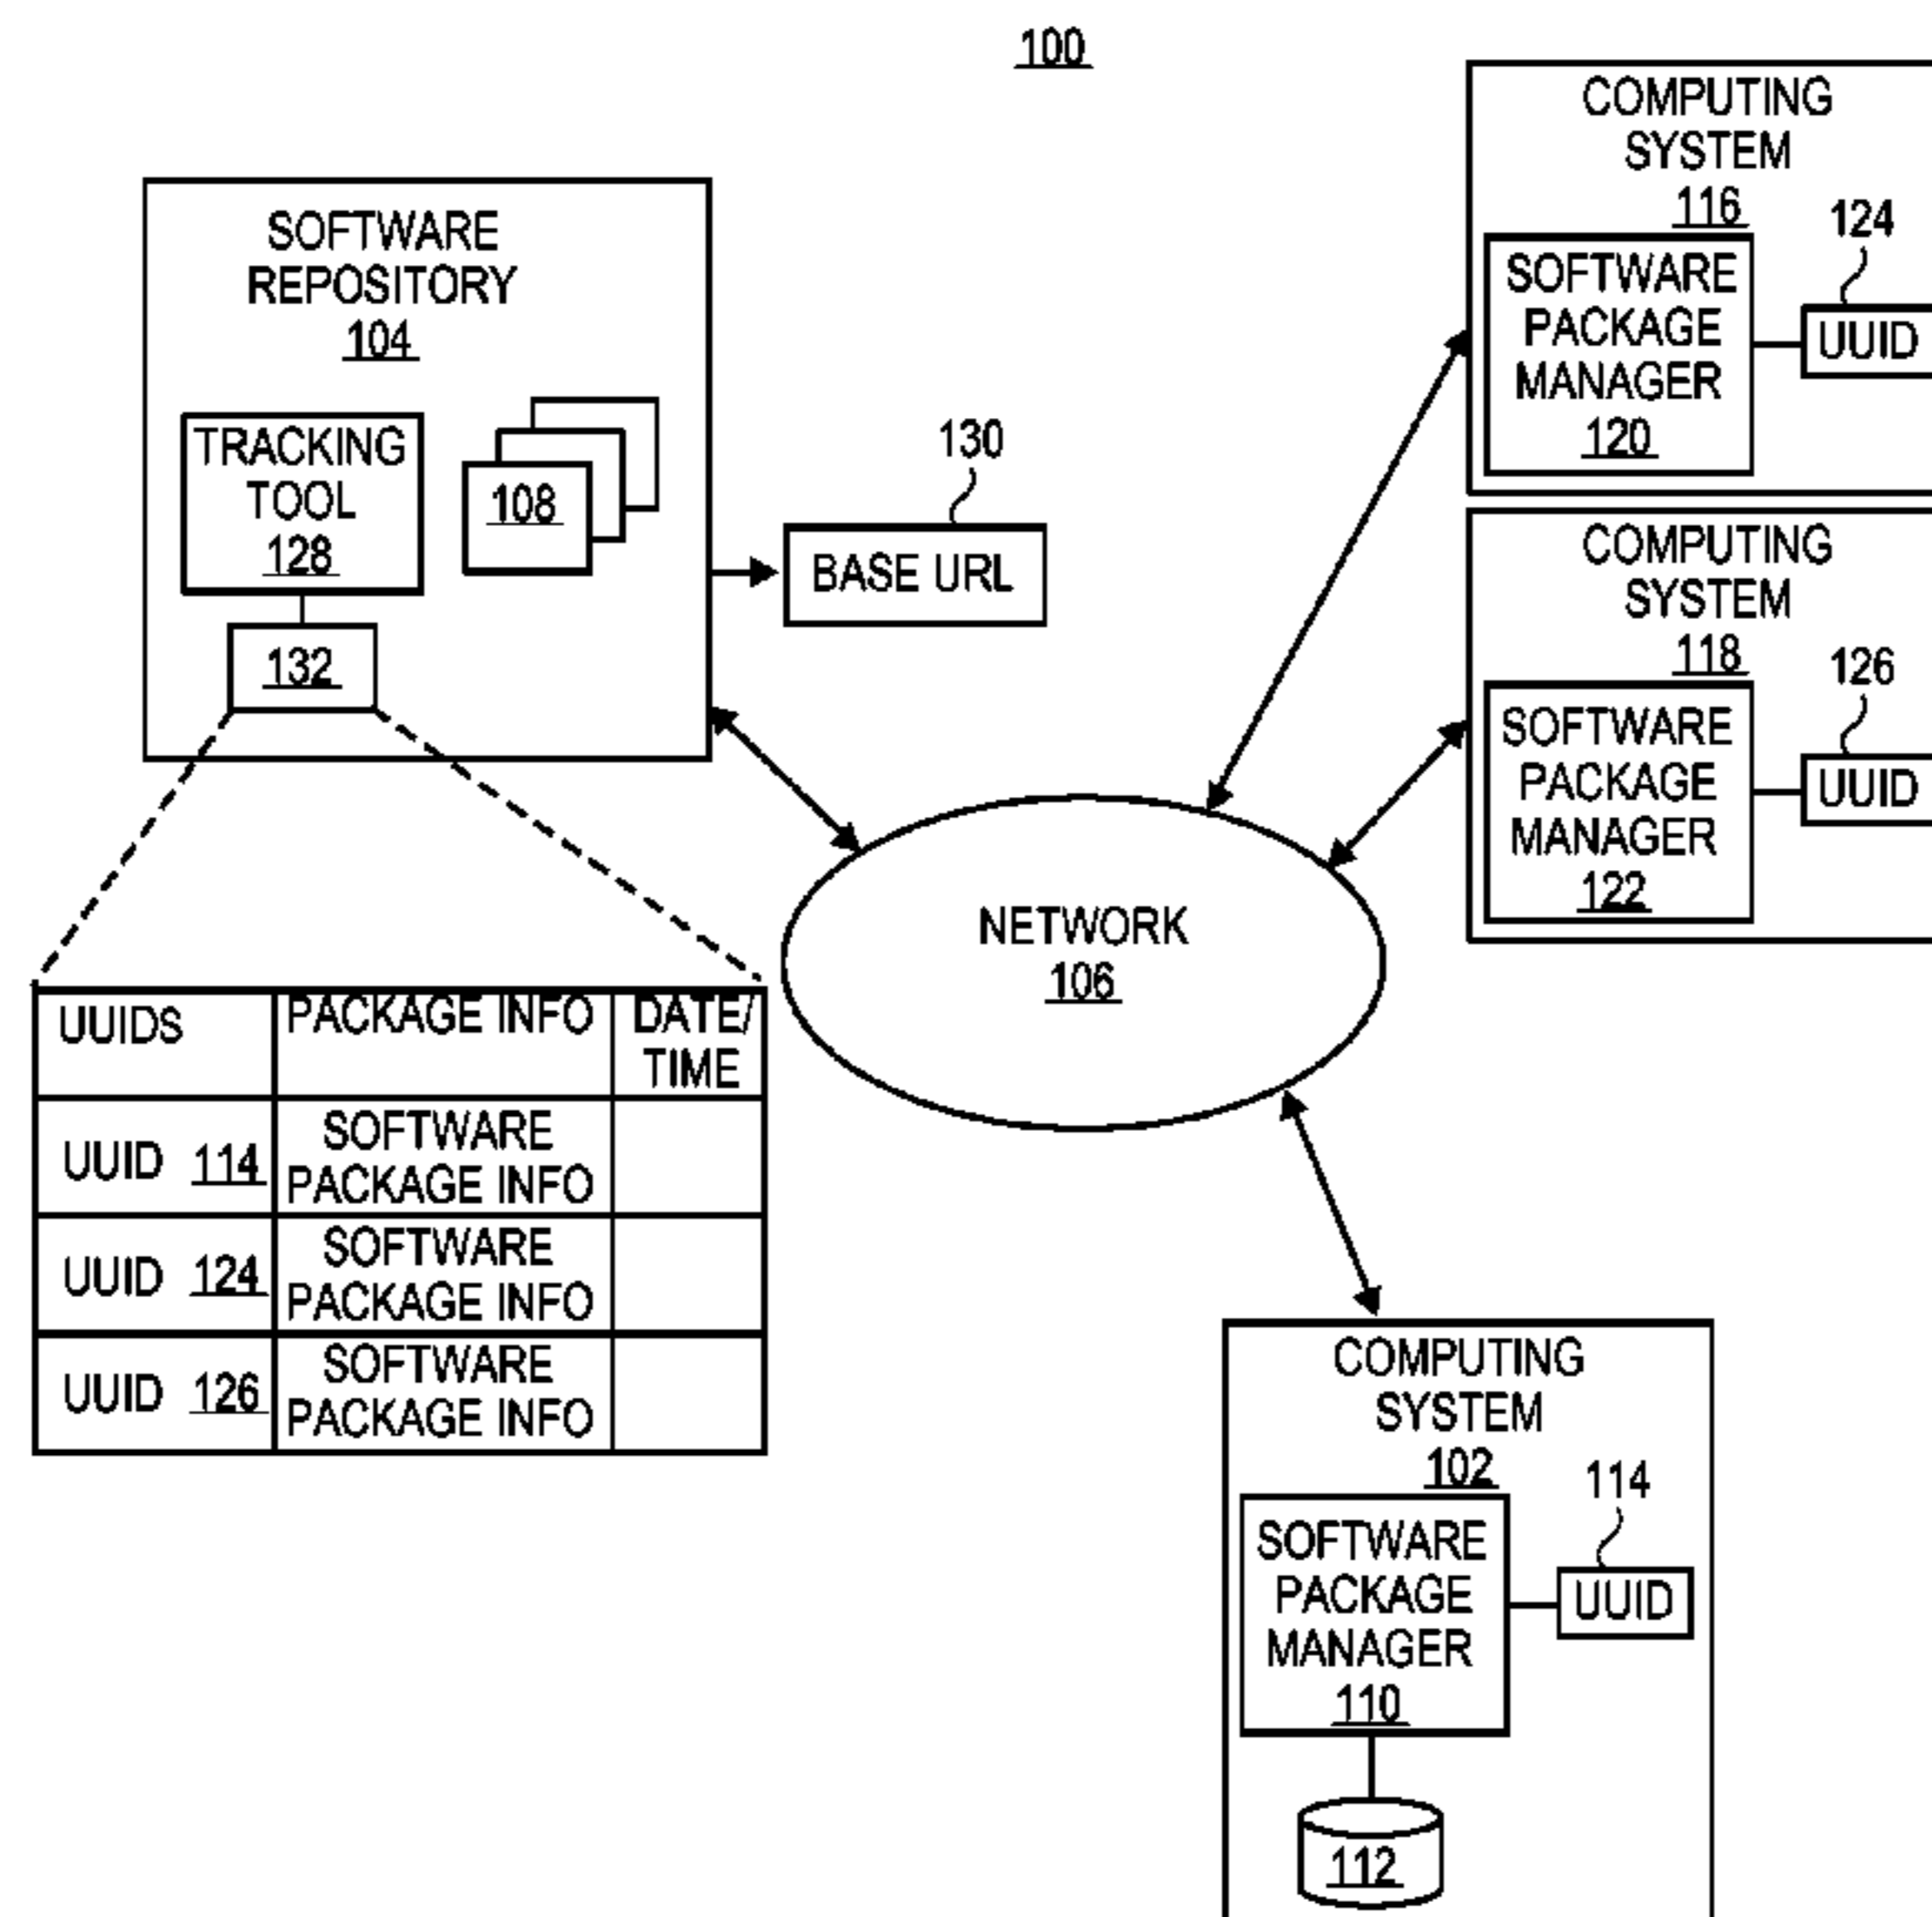 100
SOFTWARE
REPOSITORY
104
TRACKING
TOOL
128
108
132
130
BASE URL
COMPUTING
SYSTEM
116
124
SOFTWARE
PACKAGE
MANAGER
120
UUID
COMPUTING
SYSTEM
118
126
SOFTWARE
PACKAGE
MANAGER
122
UUID
NETWORK
106
UUIDS
PACKAGE INFO
DATE/
TIME
UUID 114
SOFTWARE
PACKAGE INFO
UUID 124
SOFTWARE
PACKAGE INFO
UUID 126
SOFTWARE
PACKAGE INFO
COMPUTING
SYSTEM
102
114
SOFTWARE
PACKAGE
MANAGER
110
UUID
112